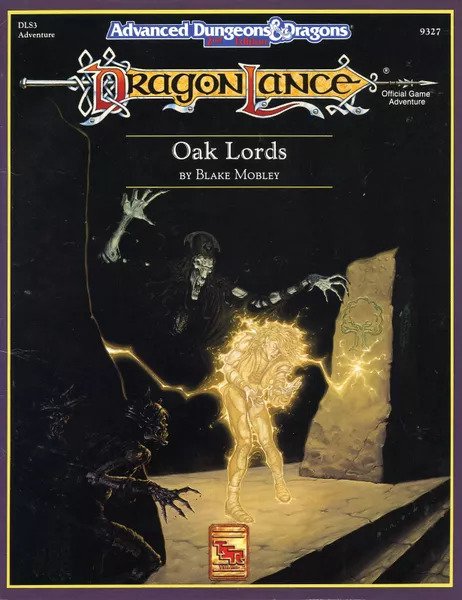 DLS3
Adventure
Advanced Dungeons & Dragons
2nd Edition
9327
DRAGONLANCE
®
Official Game
Adventure
Oak Lords
BY BLAKE MOBLEY
TSR